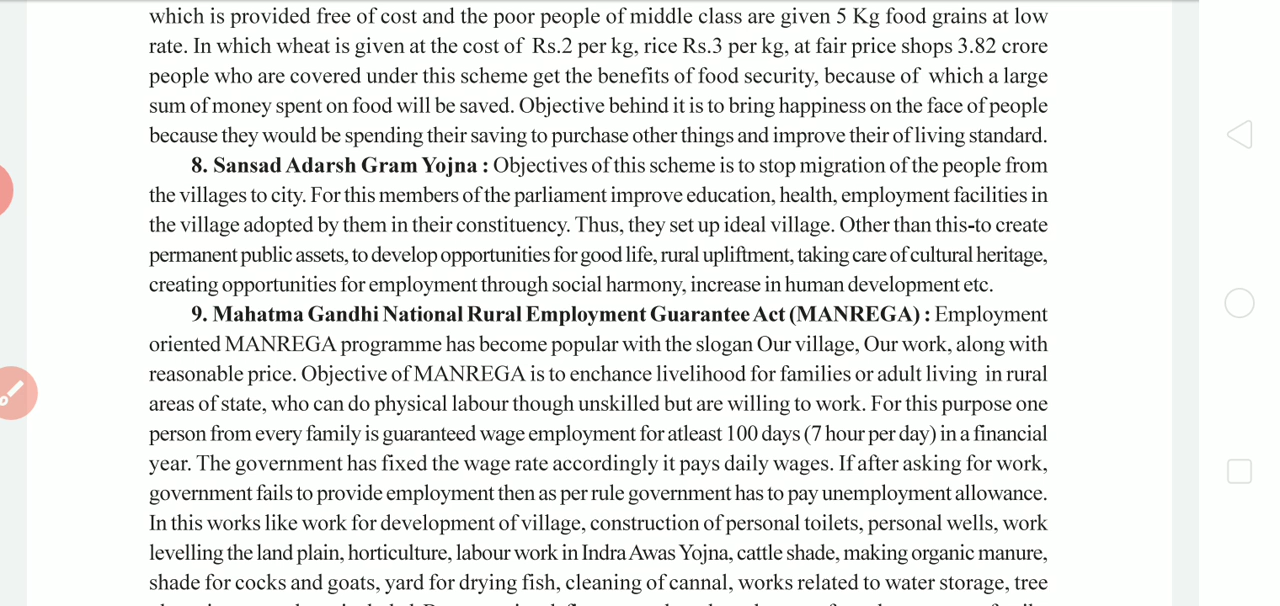 which is provided free of cost and the poor people of middle class are given 5 Kg food grains at low
rate. In which wheat is given at the cost of Rs.2 per kg, rice Rs.3 per kg, at fair price shops 3.82 crore
people who are covered under this scheme get the benefits of food security, because of which a large
sum of money spent on food will be saved. Objective behind it is to bring happiness on the face of people
because they would be spending their saving to purchase other things and improve their of living standard.
8. Sansad Adarsh Gram Yojna : Objectives of this scheme is to stop migration of the people from
the villages to city. For this members of the parliament improve education, health, employment facilities in
the village adopted by them in their constituency. Thus, they set up ideal village. Other than this-to create
permanent public assets, to develop opportunities for good life, rural upliftment, taking care of cultural heritage,
creating opportunities for employment through social harmony, increase in human development etc.
9. Mahatma Gandhi National Rural Employment Guarantee Act (MANREGA) : Employment
oriented MANREGA programme has become popular with the slogan Our village, Our work, along with
reasonable price. Objective of MANREGA is to enchance livelihood for families or adult living in rural
areas of state, who can do physical labour though unskilled but are willing to work. For this purpose one
person from every family is guaranteed wage employment for atleast 100 days (7 hour per day) in a financial
year. The government has fixed the wage rate accordingly it pays daily wages. If after asking for work,
government fails to provide employment then as per rule government has to pay unemployment allowance.
In this works like work for development of village, construction of personal toilets, personal wells, work
levelling the land plain, horticulture, labour work in Indra Awas Yojna, cattle shade, making organic manure,
shade for cocks and goats, yard for drying fish, cleaning of cannal, works related to water storage, tree